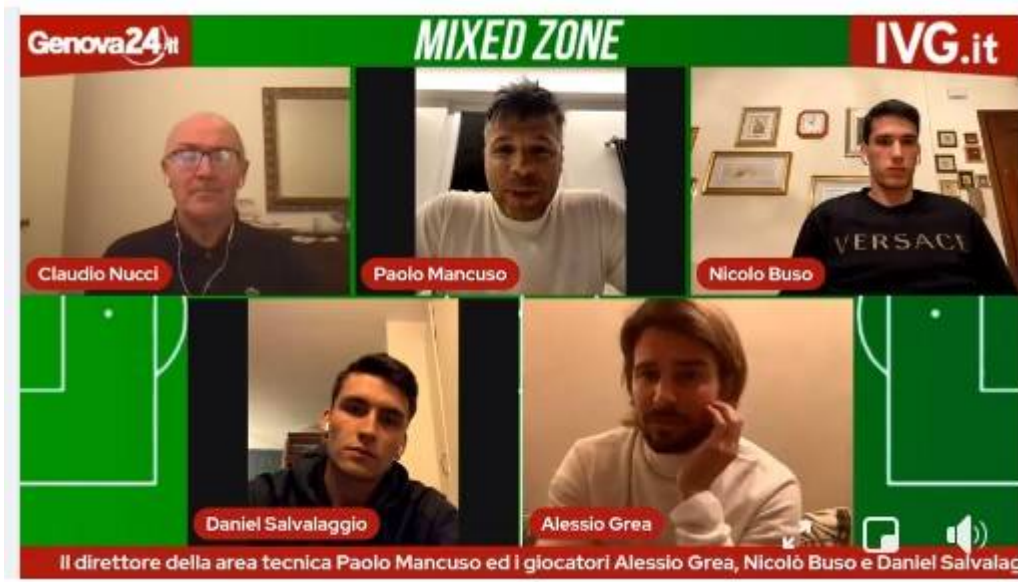 Genova24.it
MIXED ZONE
IVG.it
VERSACE
Claudio Nucci
Paolo Mancuso
Nicolo Buso
Daniel Salvalaggio
Alessio Grea
Il direttore della area tecnica Paolo Mancuso ed i giocatori Alessio Grea, Nicolò Buso e Daniel Salvalag